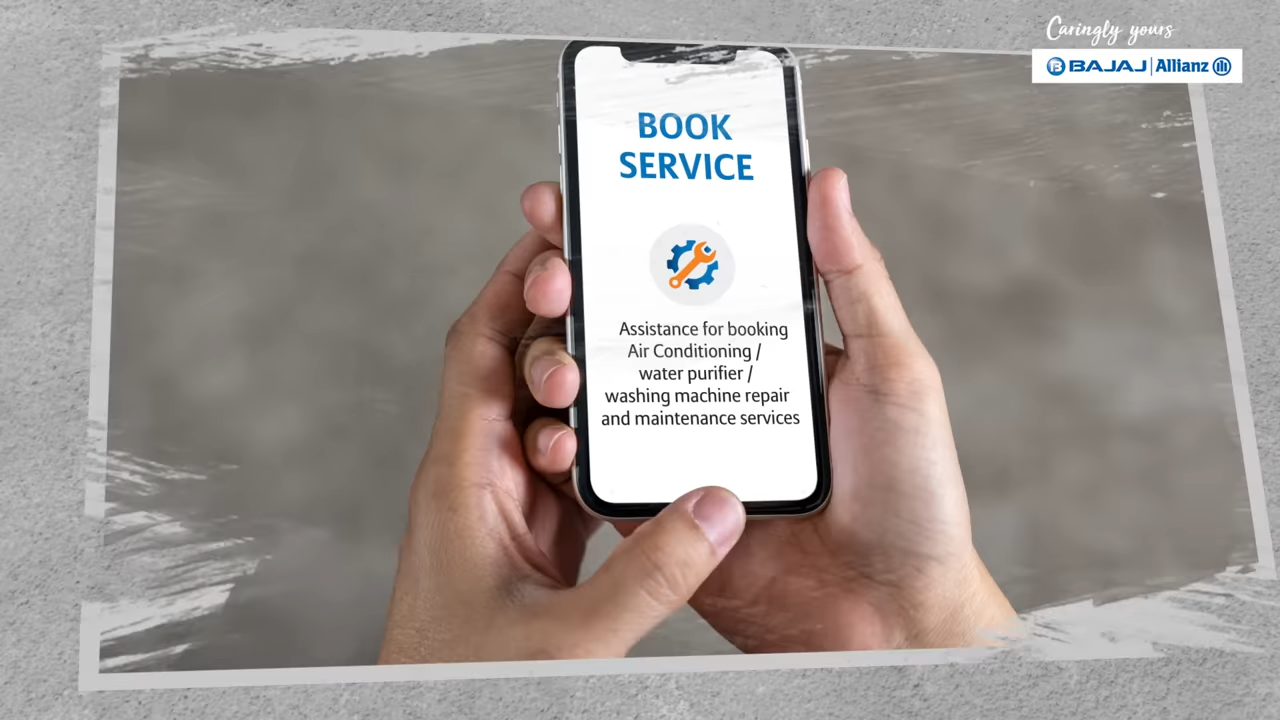 Caringly yours
BAJAJ | Allianz
BOOK
SERVICE
Assistance for booking
Air Conditioning /
water purifier /
washing machine repair
and maintenance services